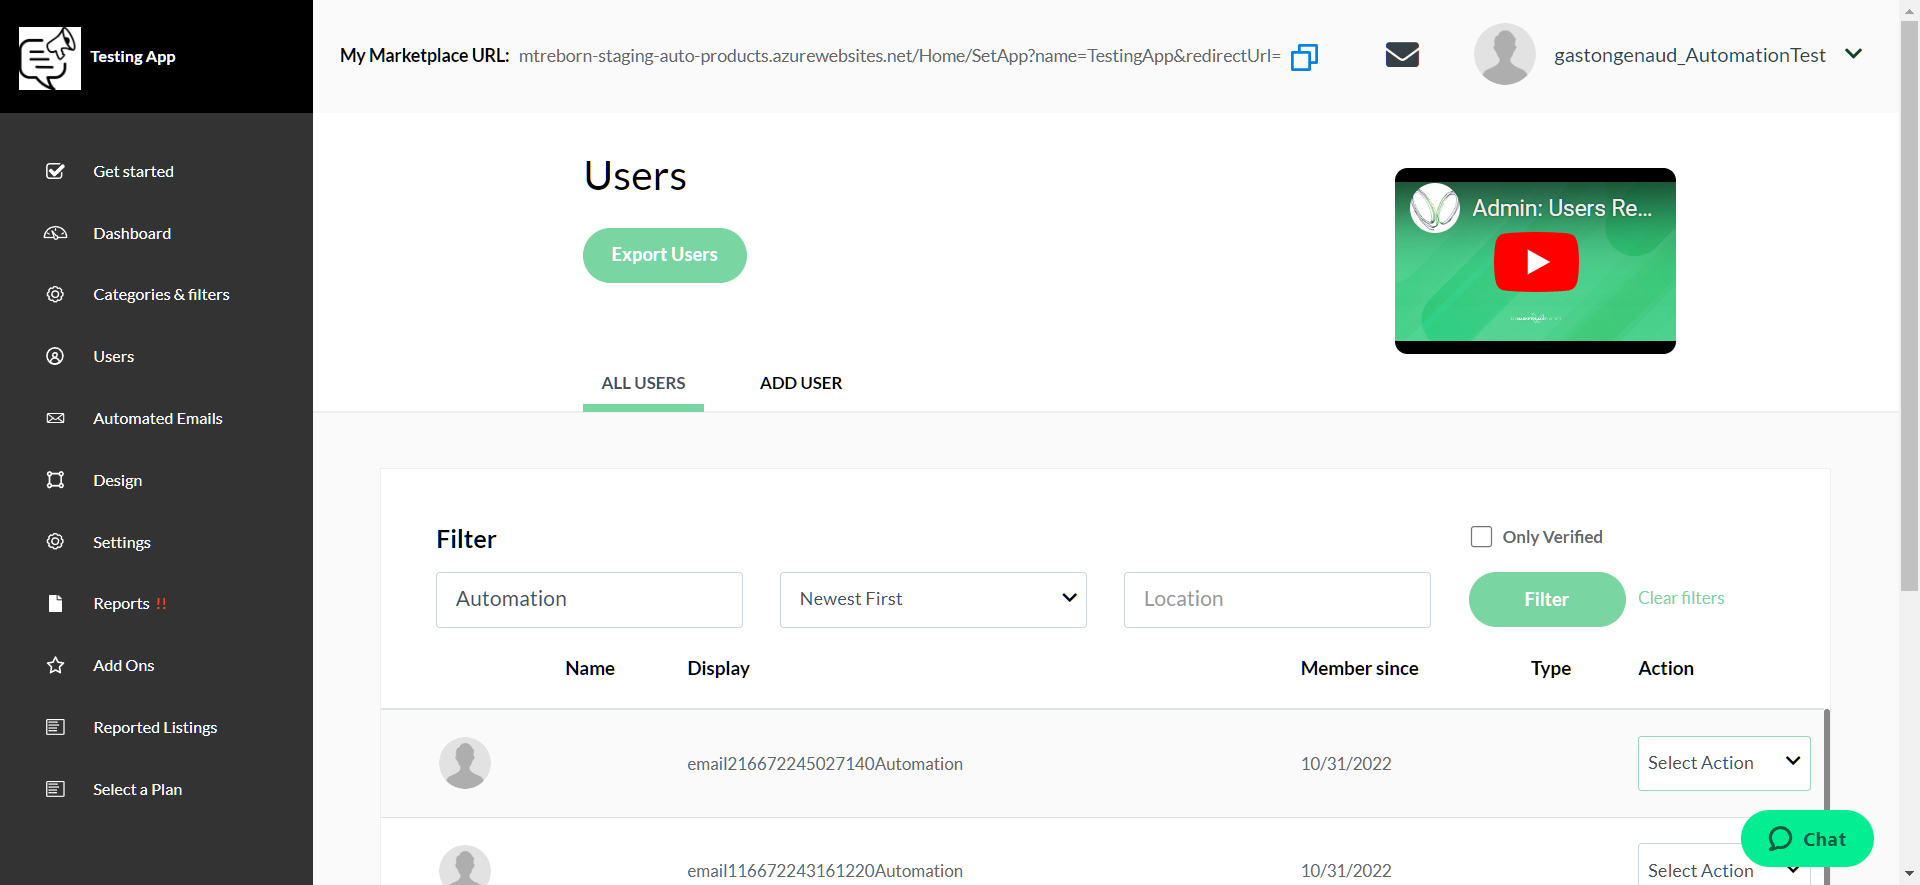 Testing App
My Marketplace URL: mtreborn-staging-auto-products.azurewebsites.net/Home/SetApp?name=TestingApp&redirectUrl=
gastongenaud_AutomationTest
Get started
Dashboard
Categories & filters
Users
Automated Emails
Design
Settings
Reports !!
Add Ons
Reported Listings
Select a Plan
Users
Export Users
Admin: Users Re...
ALL USERS
ADD USER
Filter
Only Verified
Automation
Newest First
Location
Filter
Clear filters
Name
Display
Member since
Type
Action
email216672245027140Automation
10/31/2022
Select Action
email116672243161220Automation
10/31/2022
Select Action
Chat